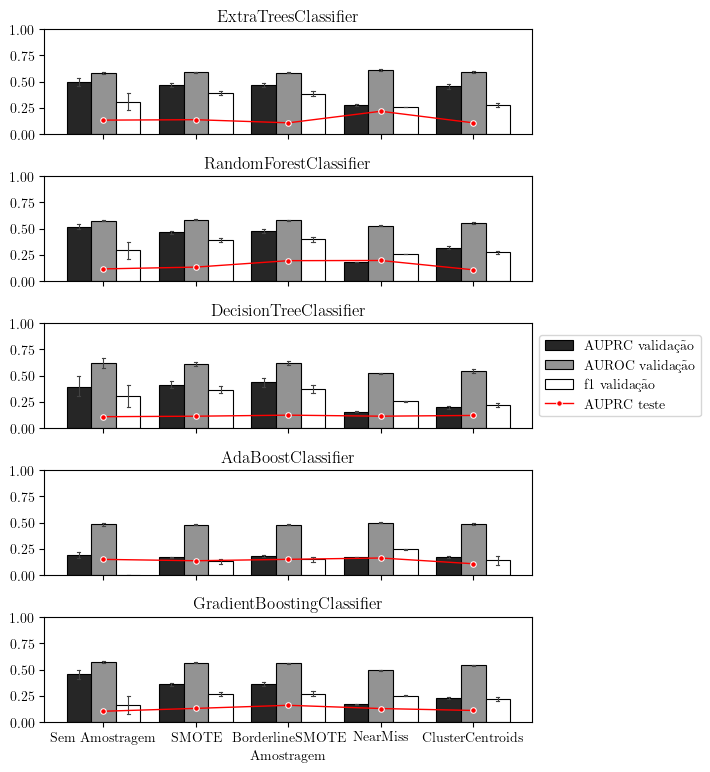 ExtraTreesClassifier
1.00
0.75
0.50
0.25
0.00
RandomForestClassifier
1.00
0.75
0.50
0.25
0.00
DecisionTreeClassifier
1.00
0.75
0.50
0.25
0.00
AUPRC validação
AUROC validação
f1 validação
AUPRC teste
AdaBoostClassifier
1.00
0.75
0.50
0.25
0.00
GradientBoostingClassifier
1.00
0.75
0.50
0.25
0.00
Sem Amostragem SMOTE BorderlineSMOTE NearMiss ClusterCentroids
Amostragem